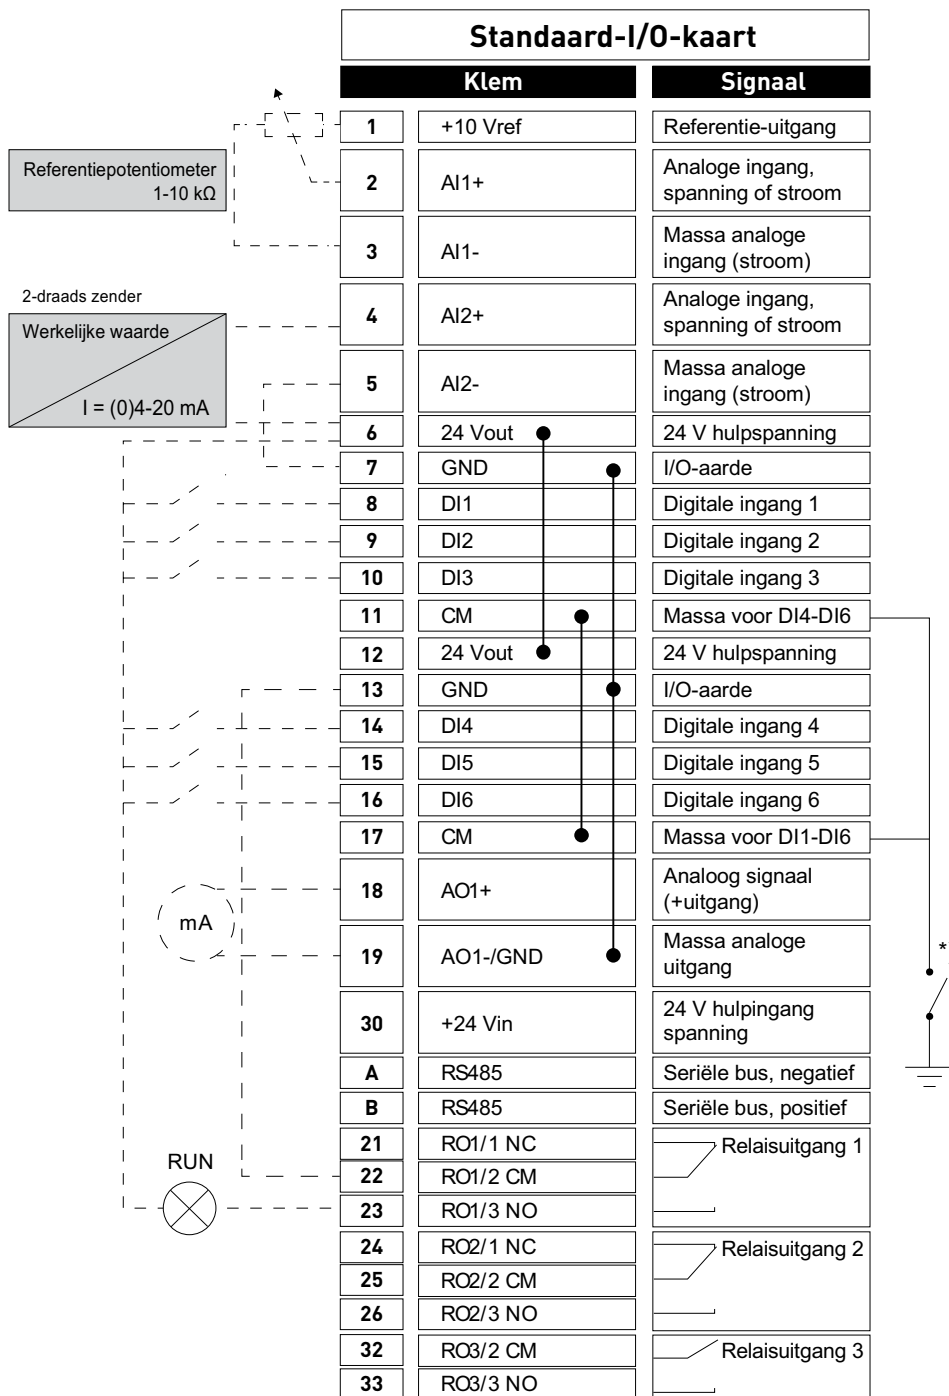 Standaard-I/O-kaart
Klem Signaal
1 +10 Vref Referentie-uitgang
Referentiepotentiometer
1-10 kΩ
2 AI1+ Analoge ingang,
spanning of stroom
3 AI1- Massa analoge
ingang (stroom)
2-draads zender
Werkelijke waarde
I = (0)4-20 mA
4 AI2+ Analoge ingang,
spanning of stroom
5 AI2- Massa analoge
ingang (stroom)
6 24 Vout 24 V hulpspanning
7 GND I/O-aarde
8 DI1 Digitale ingang 1
9 DI2 Digitale ingang 2
10 DI3 Digitale ingang 3
11 CM Massa voor DI4-DI6
12 24 Vout 24 V hulpspanning
13 GND I/O-aarde
14 DI4 Digitale ingang 4
15 DI5 Digitale ingang 5
16 DI6 Digitale ingang 6
17 CM Massa voor DI1-DI6
18 AO1+ Analoog signaal
(+uitgang)
mA
19 AO1-/GND Massa analoge
uitgang
*
30 +24 Vin 24 V hulpingang
spanning
A RS485 Seriële bus, negatief
B RS485 Seriële bus, positief
21 RO1/1 NC Relaisuitgang 1
RUN
22 RO1/2 CM
23 RO1/3 NO
24 RO2/1 NC Relaisuitgang 2
25 RO2/2 CM
26 RO2/3 NO
32 RO3/2 CM Relaisuitgang 3
33 RO3/3 NO